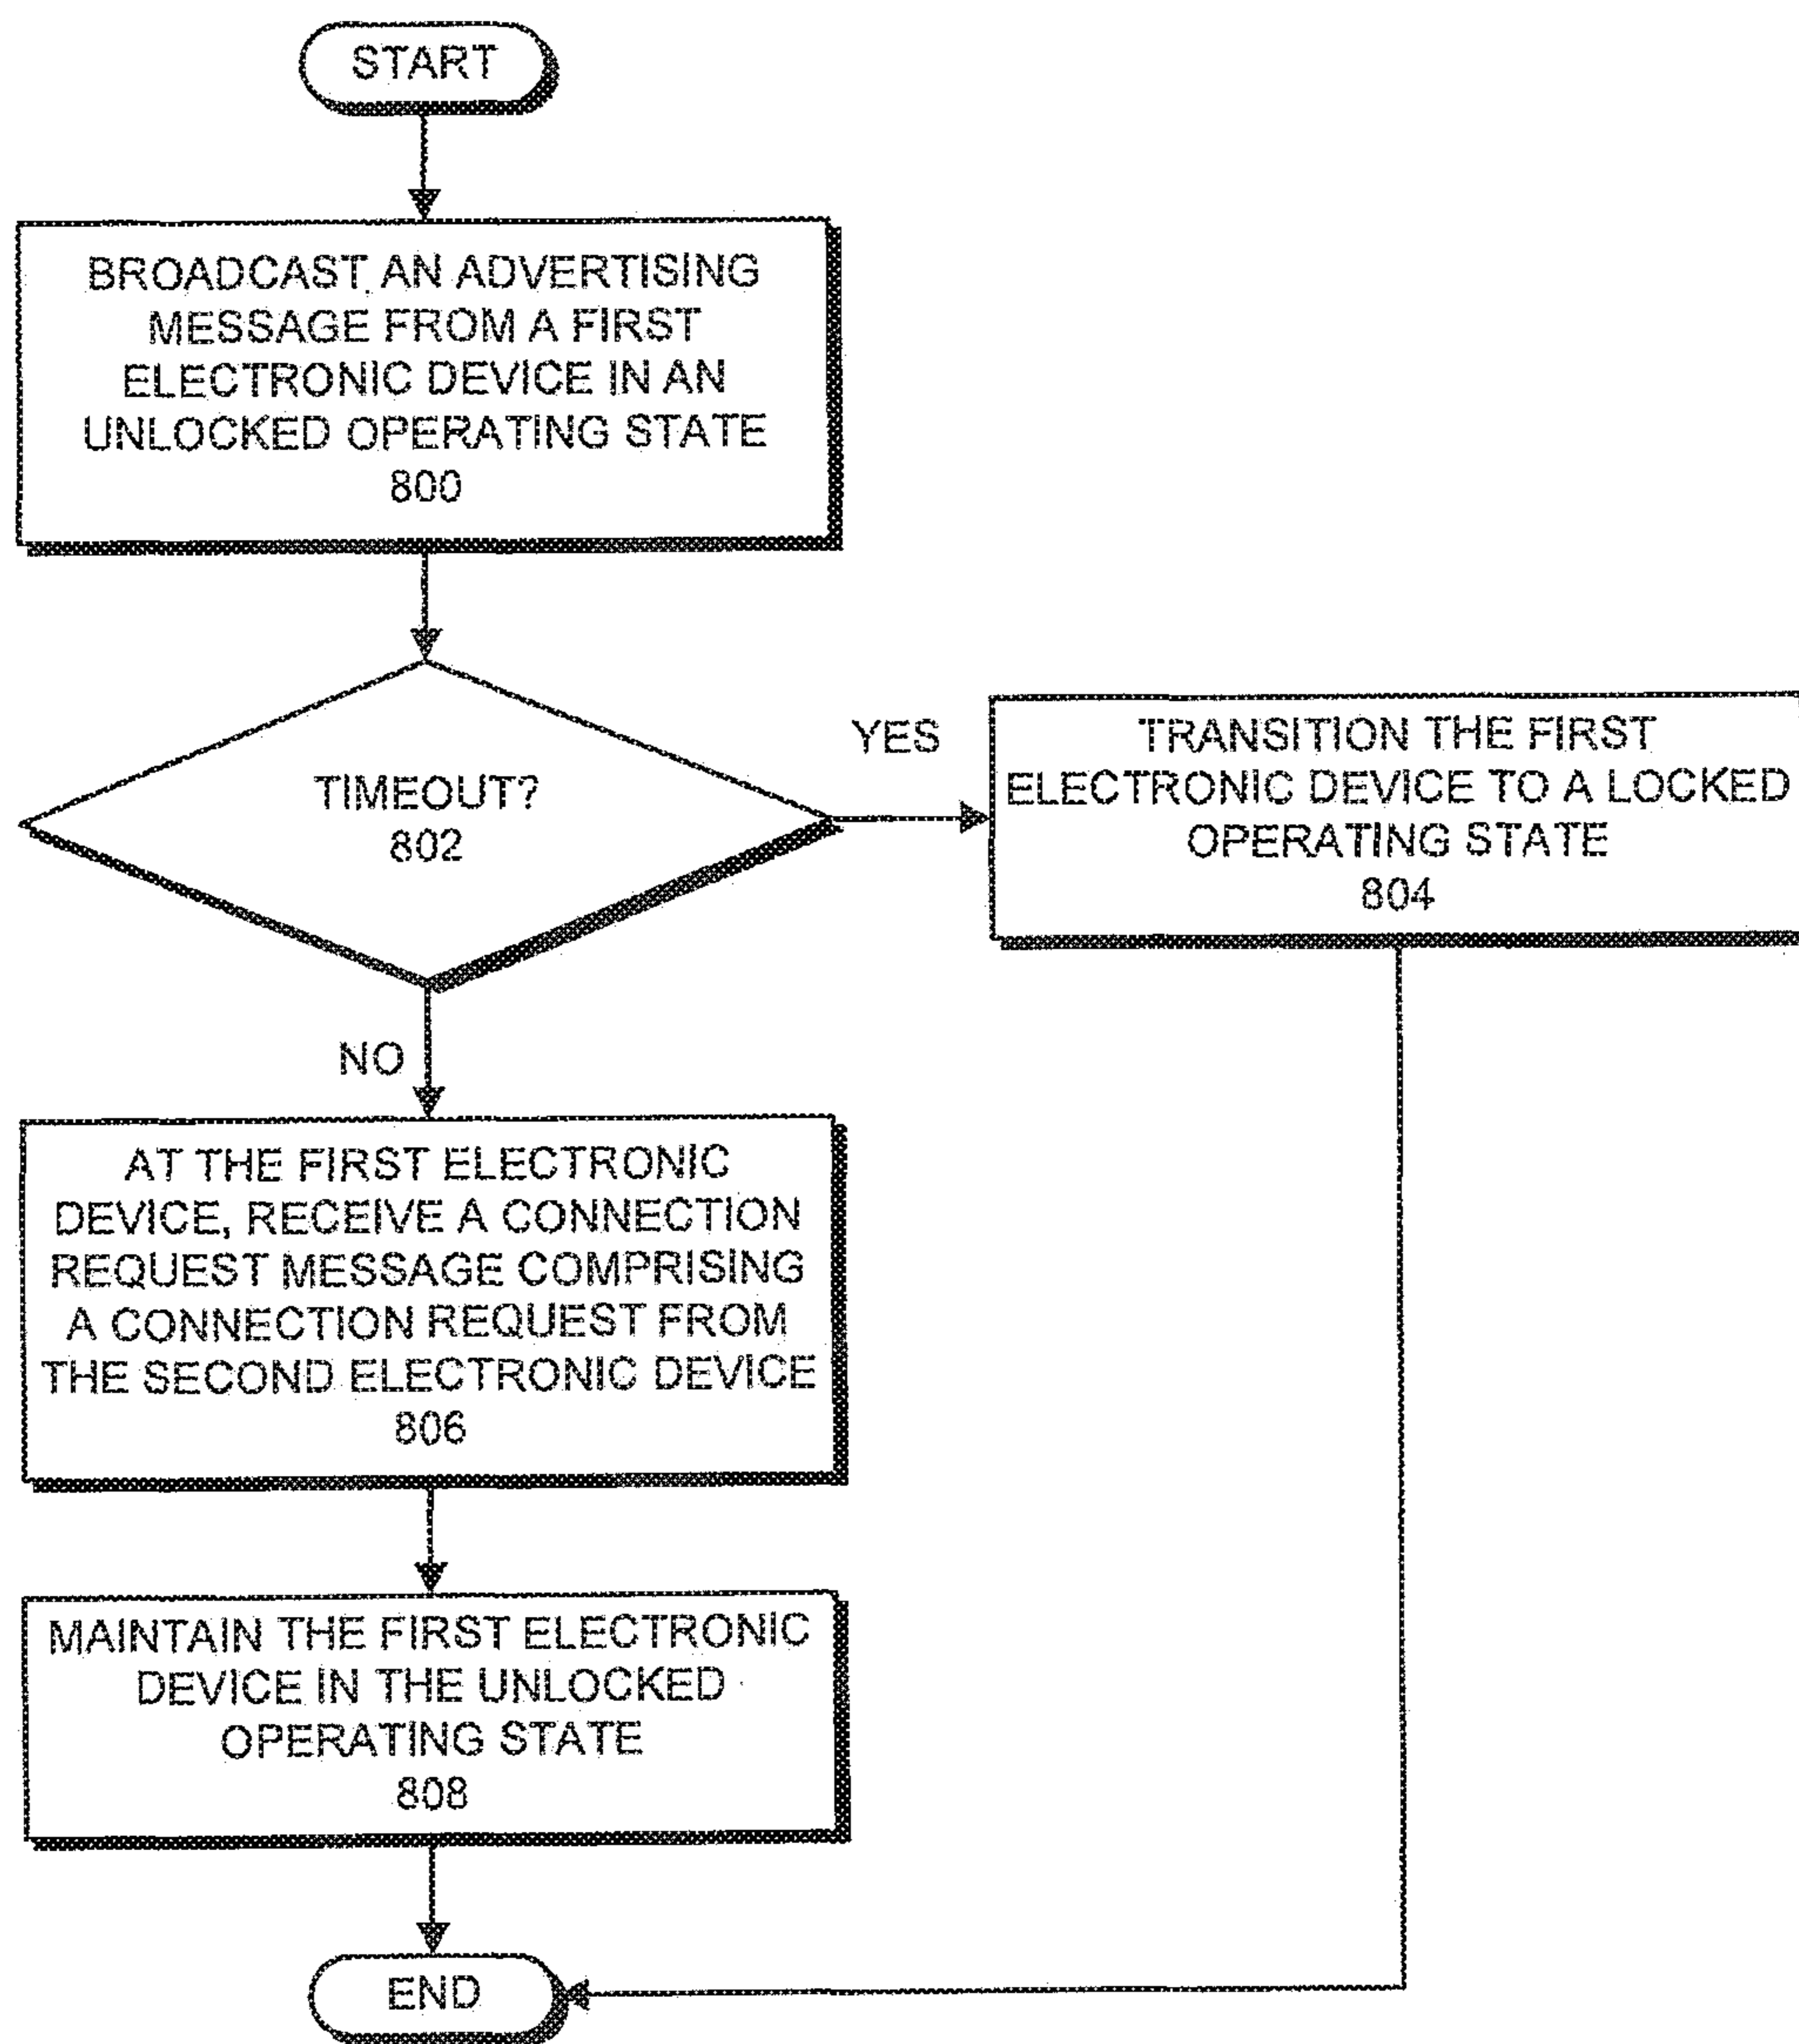 START
BROADCAST AN ADVERTISING
MESSAGE FROM A FIRST
ELECTRONIC DEVICE IN AN
UNLOCKED OPERATING STATE
800
TIMEOUT?
802
YES
TRANSITION THE FIRST
ELECTRONIC DEVICE TO A LOCKED
OPERATING STATE
804
NO
AT THE FIRST ELECTRONIC
DEVICE, RECEIVE A CONNECTION
REQUEST MESSAGE COMPRISING
A CONNECTION REQUEST FROM
THE SECOND ELECTRONIC DEVICE
806
MAINTAIN THE FIRST ELECTRONIC
DEVICE IN THE UNLOCKED
OPERATING STATE
808
END